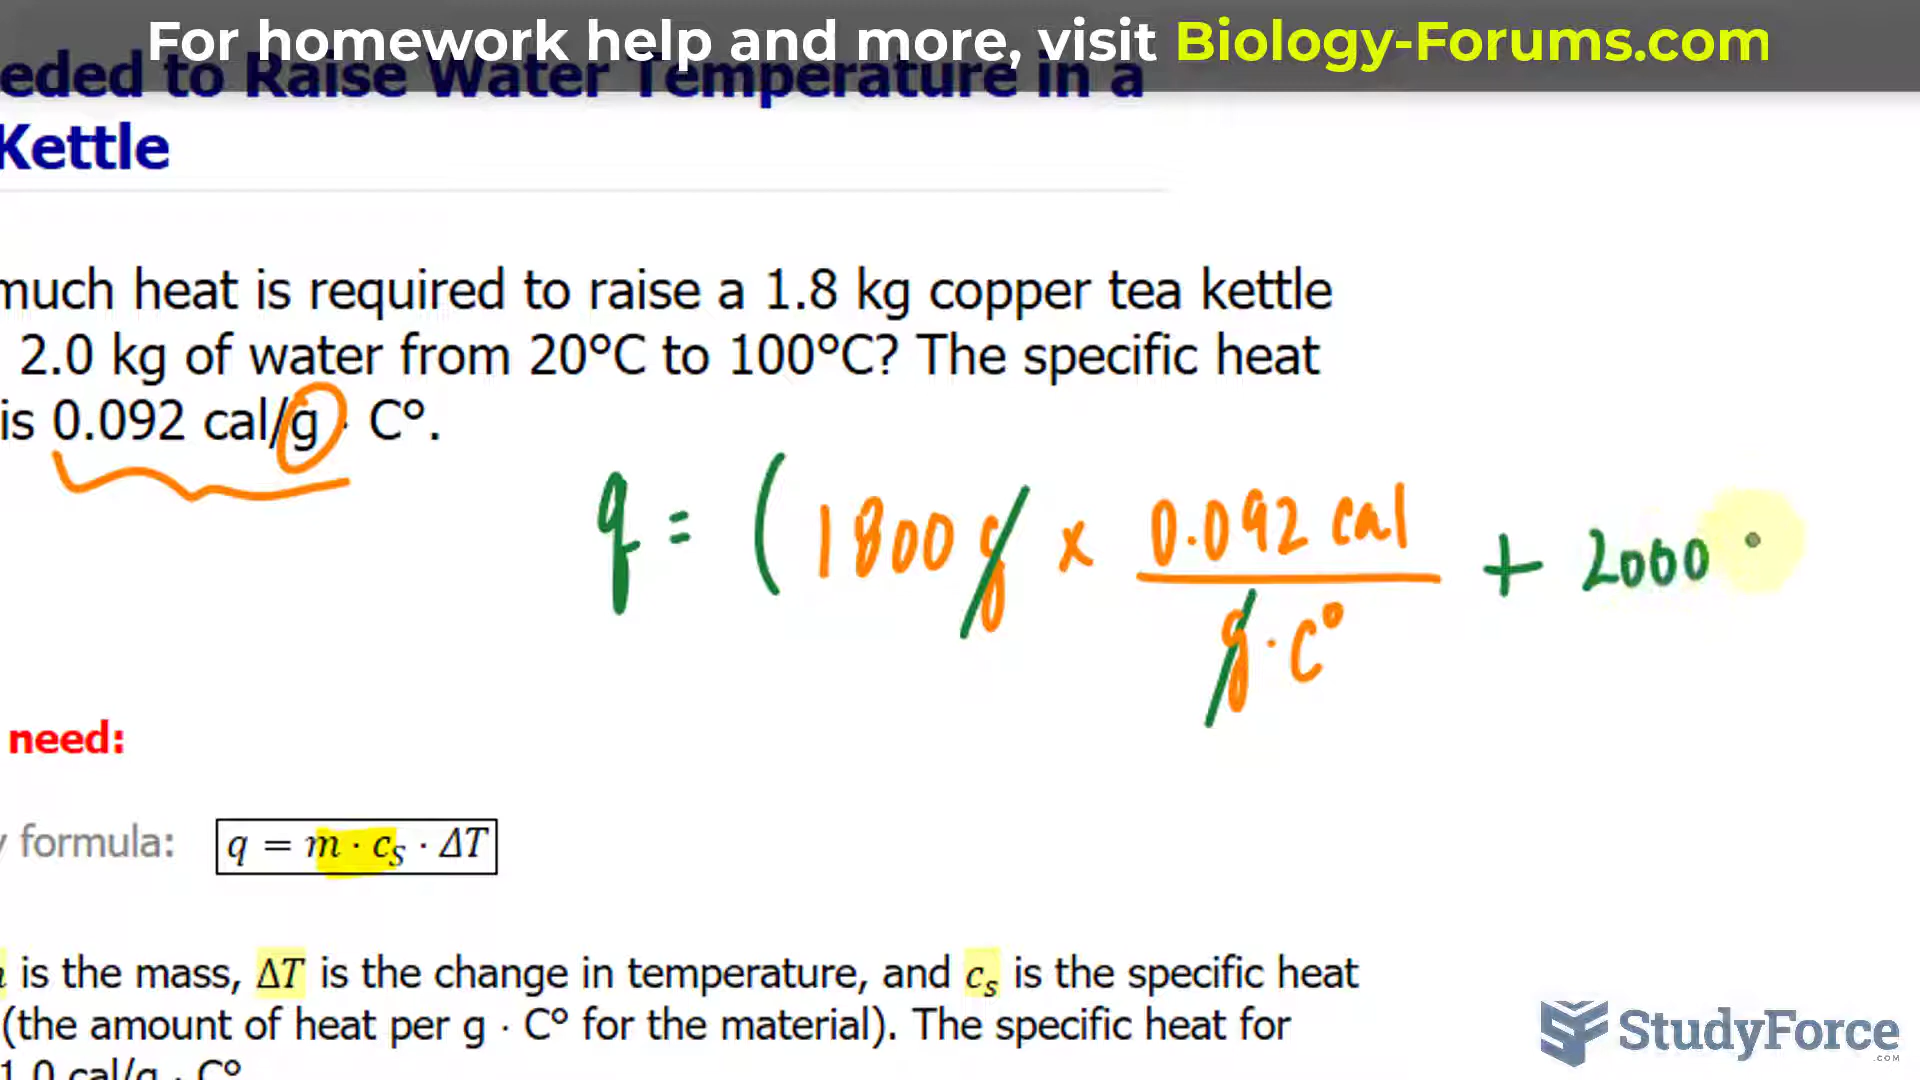 For homework help and more, visit Biology-Forums.com
eded to Raise Water Temperature in a
Kettle
much heat is required to raise a 1.8 kg copper tea kettle
2.0 kg of water from 20°C to 100°C? The specific heat
is 0.092 cal/g · C°.
q = ( 1800 g x 0.092 cal + 2000
g · C°
need:
formula: q = m · cₛ · ΔT
is the mass, ΔT is the change in temperature, and cₛ is the specific heat
(the amount of heat per g · C° for the material). The specific heat for
1.0 cal/g · C°
StudyForce
.COM